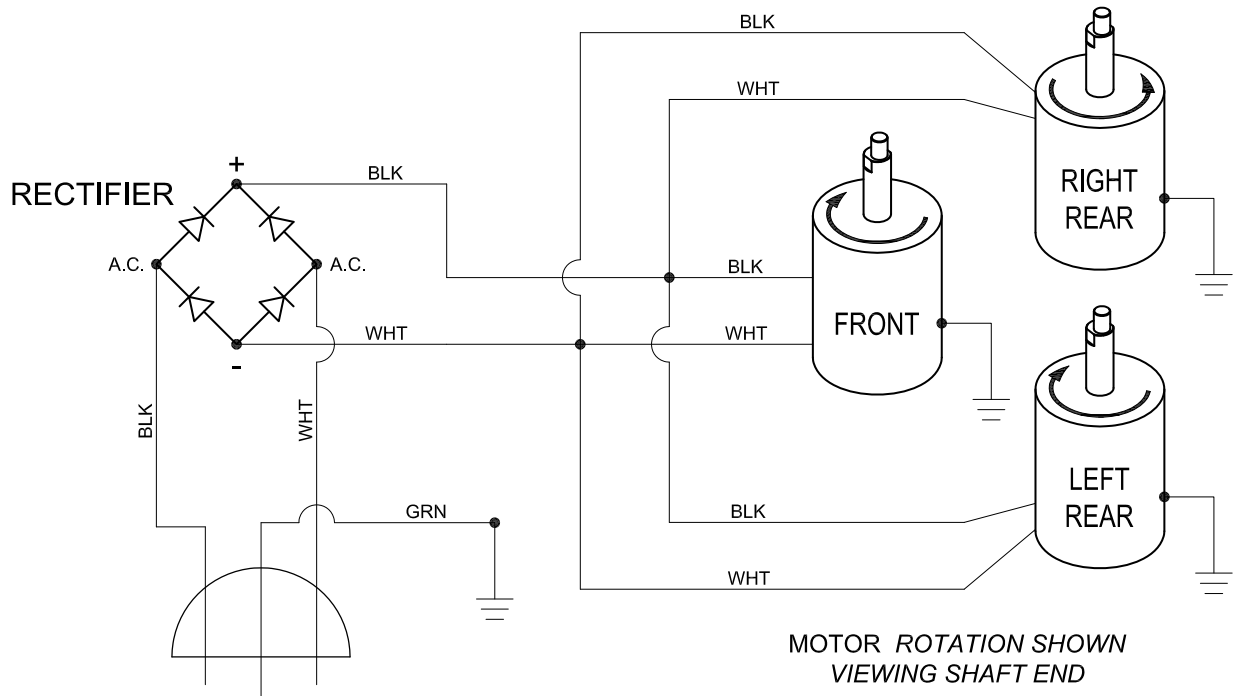 BLK
WHT
RIGHT
REAR
+
BLK
RECTIFIER
A.C.
A.C.
BLK
FRONT
WHT
WHT
-
BLK
WHT
LEFT
REAR
GRN
BLK
WHT
MOTOR ROTATION SHOWN
VIEWING SHAFT END